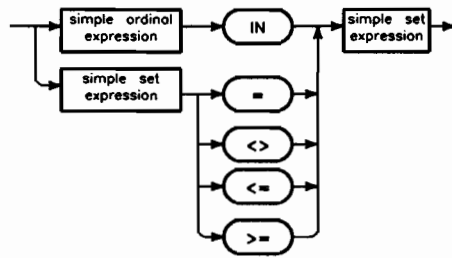 simple ordinal
expression
IN
simple set
expression
simple set
expression
=
<>
<=
>=